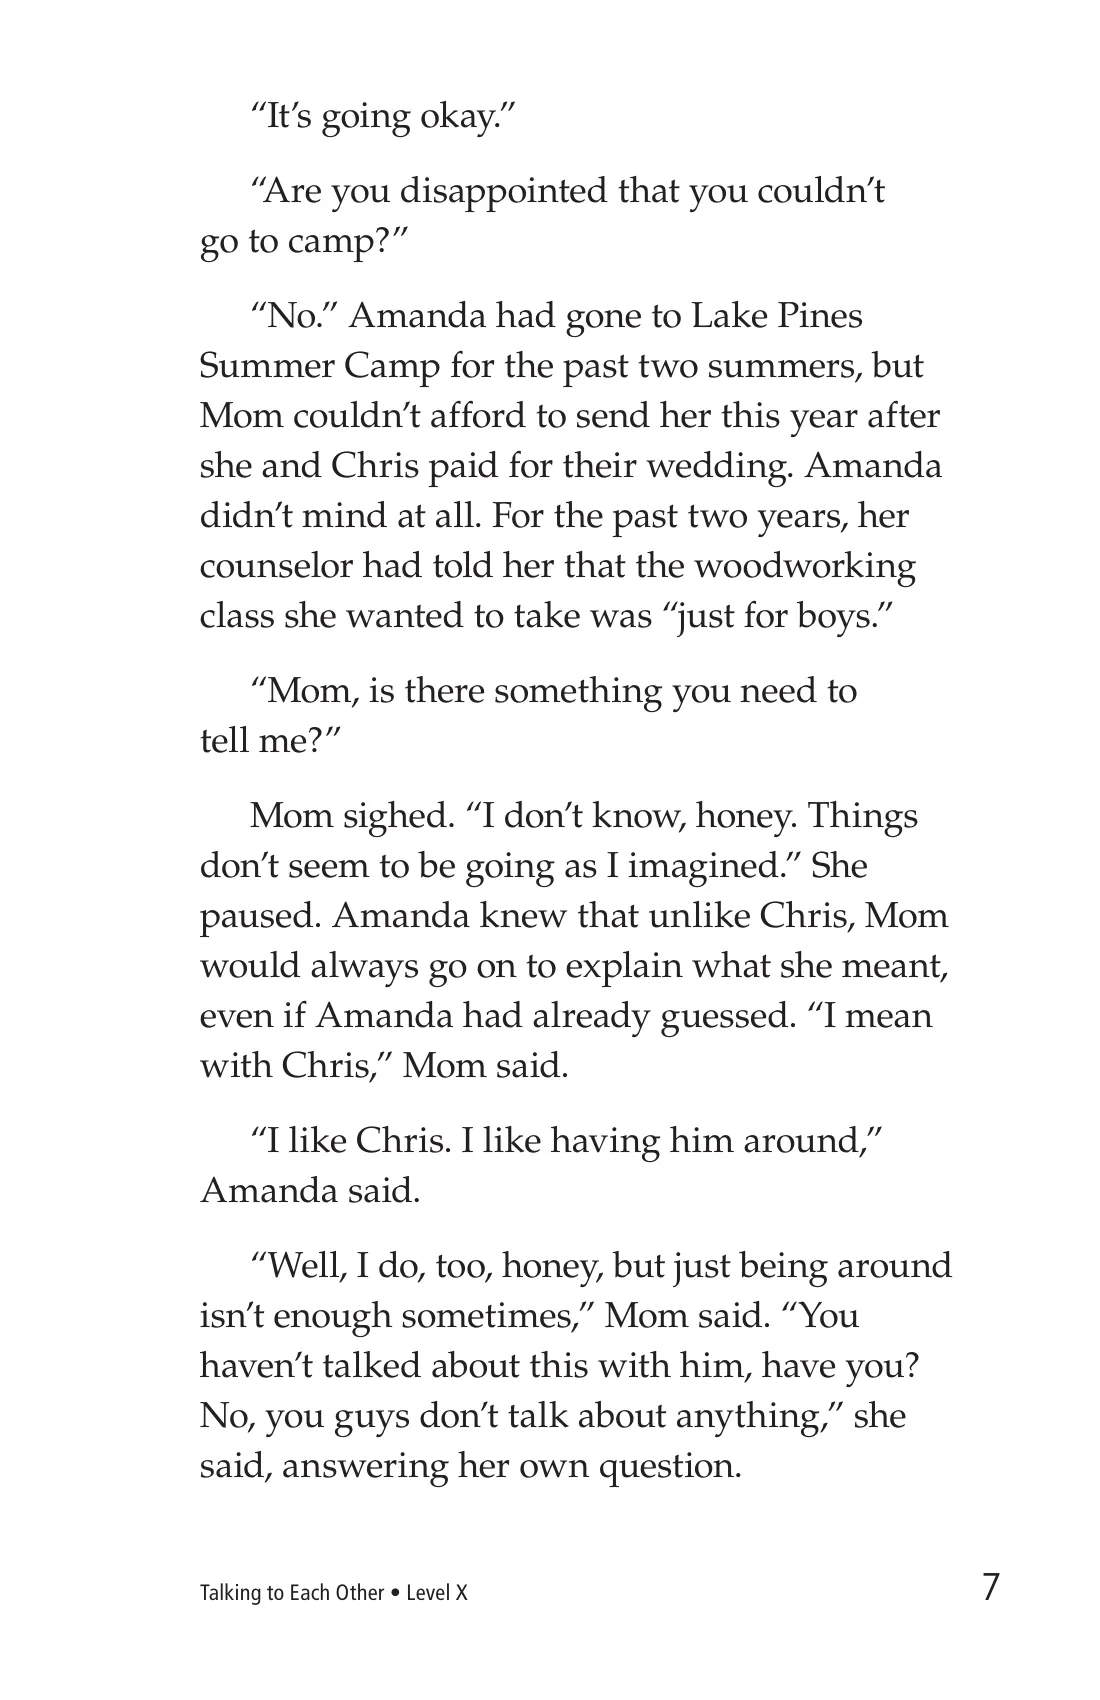 “It’s going okay.”
“Are you disappointed that you couldn’t
go to camp?”
“No.” Amanda had gone to Lake Pines
Summer Camp for the past two summers, but
Mom couldn’t afford to send her this year after
she and Chris paid for their wedding. Amanda
didn’t mind at all. For the past two years, her
counselor had told her that the woodworking
class she wanted to take was “just for boys.”
“Mom, is there something you need to
tell me?”
Mom sighed. “I don’t know, honey. Things
don’t seem to be going as I imagined.” She
paused. Amanda knew that unlike Chris, Mom
would always go on to explain what she meant,
even if Amanda had already guessed. “I mean
with Chris,” Mom said.
“I like Chris. I like having him around,”
Amanda said.
“Well, I do, too, honey, but just being around
isn’t enough sometimes,” Mom said. “You
haven’t talked about this with him, have you?
No, you guys don’t talk about anything,” she
said, answering her own question.
Talking to Each Other • Level X 7